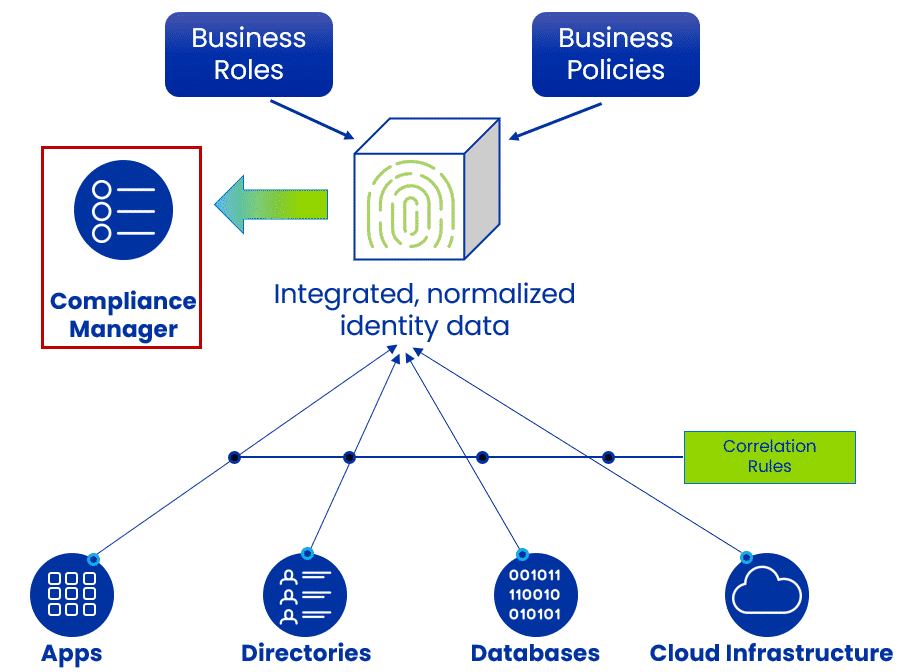 Business
Roles
Business
Policies
Compliance
Manager
Integrated, normalized
identity data
Correlation
Rules
001011
110010
010101
Apps
Directories
Databases
Cloud Infrastructure